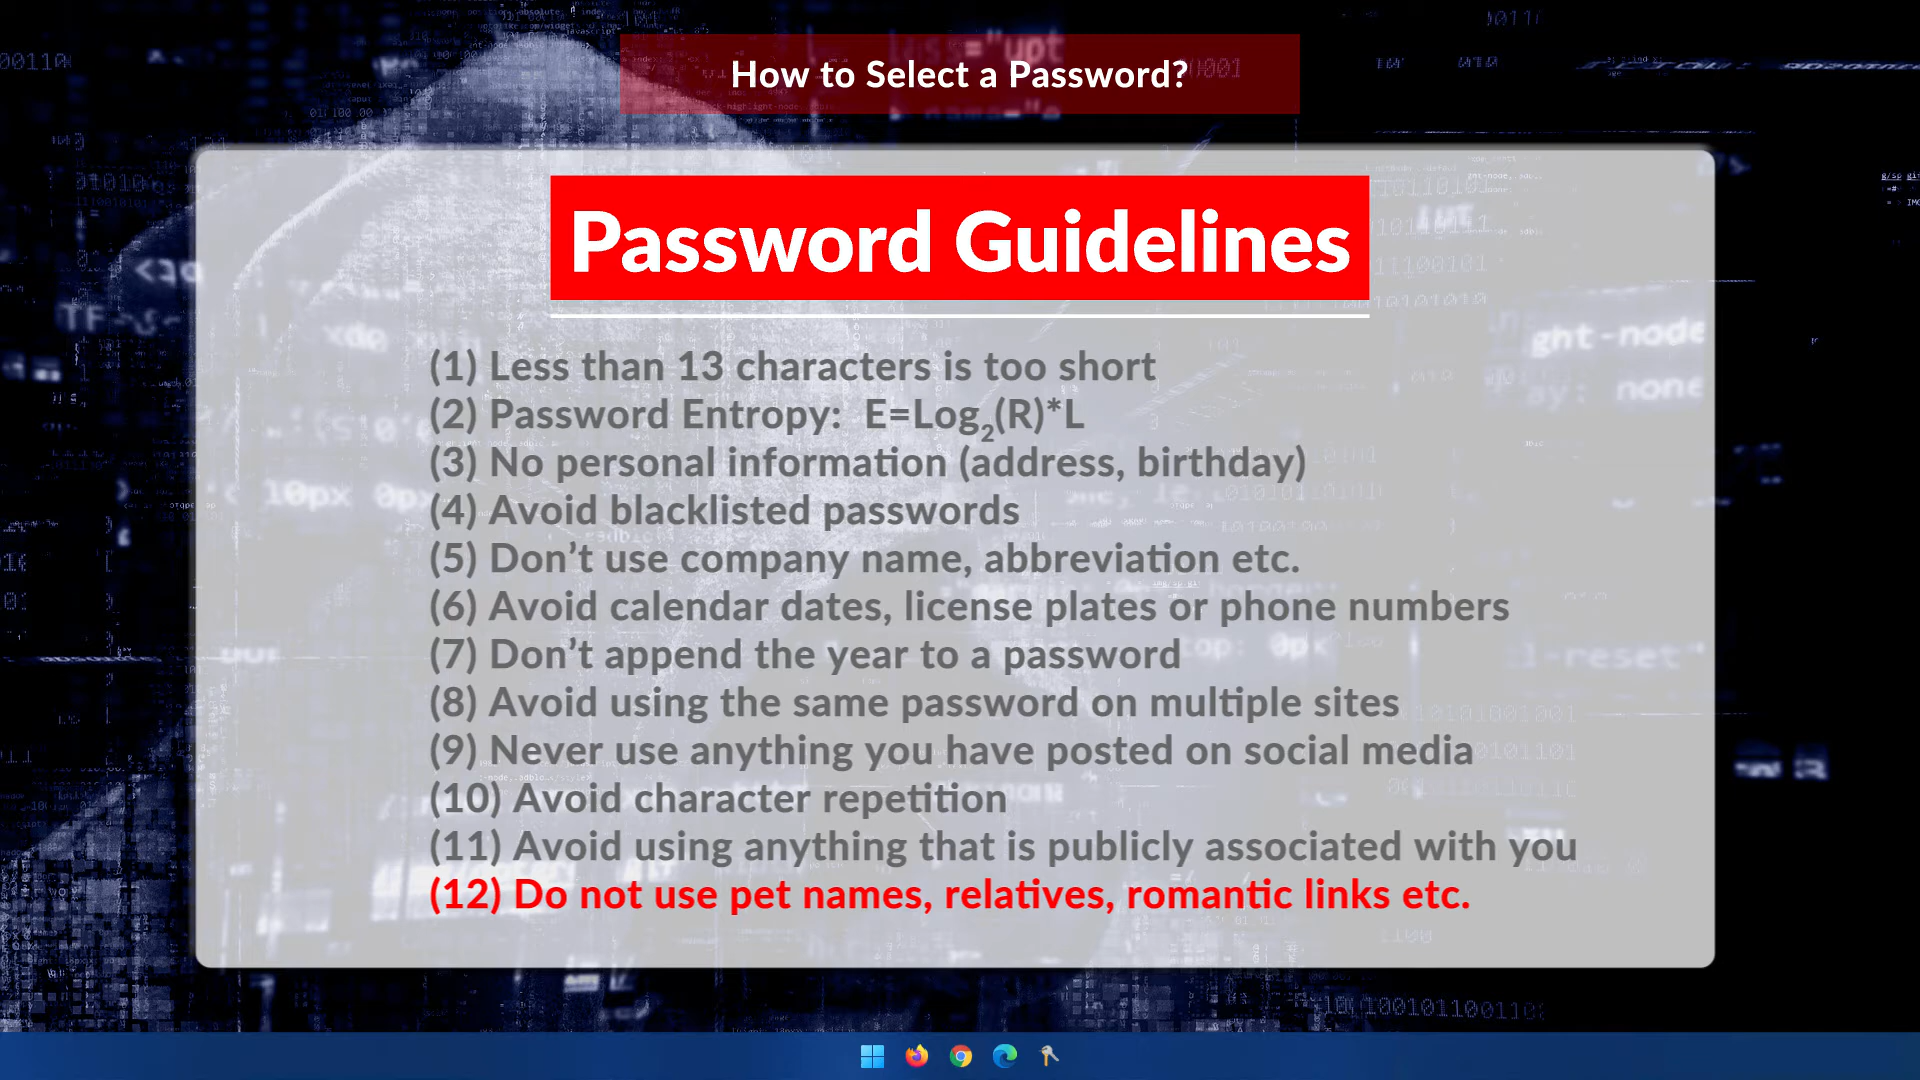 How to Select a Password?
Password Guidelines
(1) Less than 13 characters is too short
(2) Password Entropy: E=Log₂(R)*L
(3) No personal information (address, birthday)
(4) Avoid blacklisted passwords
(5) Don’t use company name, abbreviation etc.
(6) Avoid calendar dates, license plates or phone numbers
(7) Don’t append the year to a password
(8) Avoid using the same password on multiple sites
(9) Never use anything you have posted on social media
(10) Avoid character repetition
(11) Avoid using anything that is publicly associated with you
(12) Do not use pet names, relatives, romantic links etc.